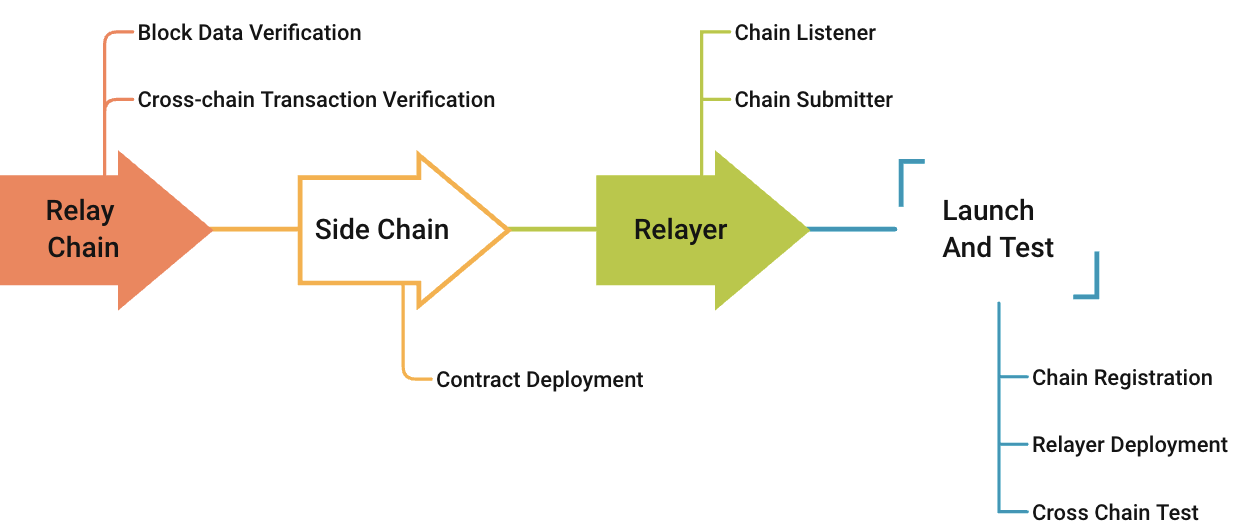 Block Data Verification
Cross-chain Transaction Verification
Relay
Chain
Side Chain
Contract Deployment
Chain Listener
Chain Submitter
Relayer
Launch
And Test
Chain Registration
Relayer Deployment
Cross Chain Test